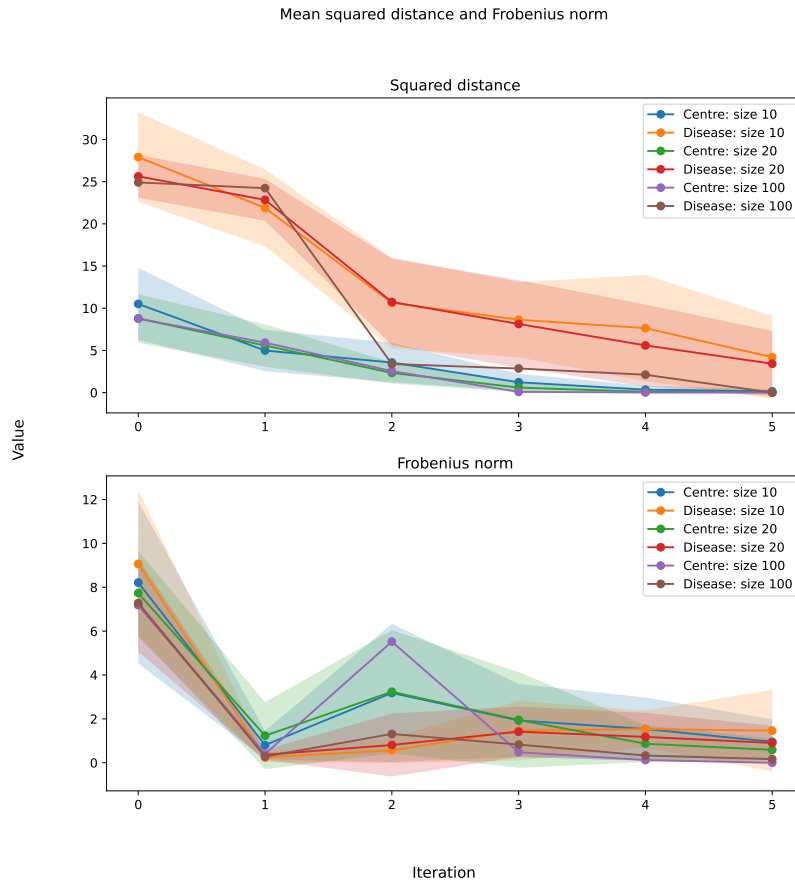 Mean squared distance and Frobenius norm
Squared distance
30
25
20
15
10
5
0
Centre: size 10
Disease: size 10
Centre: size 20
Disease: size 20
Centre: size 100
Disease: size 100
0 1 2 3 4 5
Value
Frobenius norm
12
10
8
6
4
2
0
Centre: size 10
Disease: size 10
Centre: size 20
Disease: size 20
Centre: size 100
Disease: size 100
0 1 2 3 4 5
Iteration